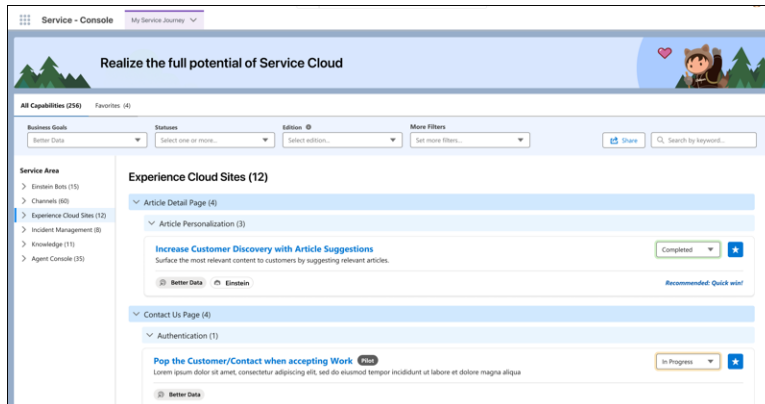 Service - Console
My Service Journey
Realize the full potential of Service Cloud
All Capabilities (256)
Favorites (4)
Business Goals
Statuses
Edition
More Filters
Better Data
Select one or more...
Select edition...
Set more filters...
Share
Search by keyword...
Service Area
Einstein Bots (15)
Channels (60)
Experience Cloud Sites (12)
Incident Management (8)
Knowledge (11)
Agent Console (35)
Experience Cloud Sites (12)
Article Detail Page (4)
Article Personalization (3)
Increase Customer Discovery with Article Suggestions
Surface the most relevant content to customers by suggesting relevant articles.
Completed
Better Data
Einstein
Recommended: Quick win!
Contact Us Page (4)
Authentication (1)
Pop the Customer/Contact when accepting Work Pilot
Lorem ipsum dolor sit amet, consectetur adipiscing elit, sed do eiusmod tempor incididunt ut labore et dolore magna aliqua
In Progress
Better Data